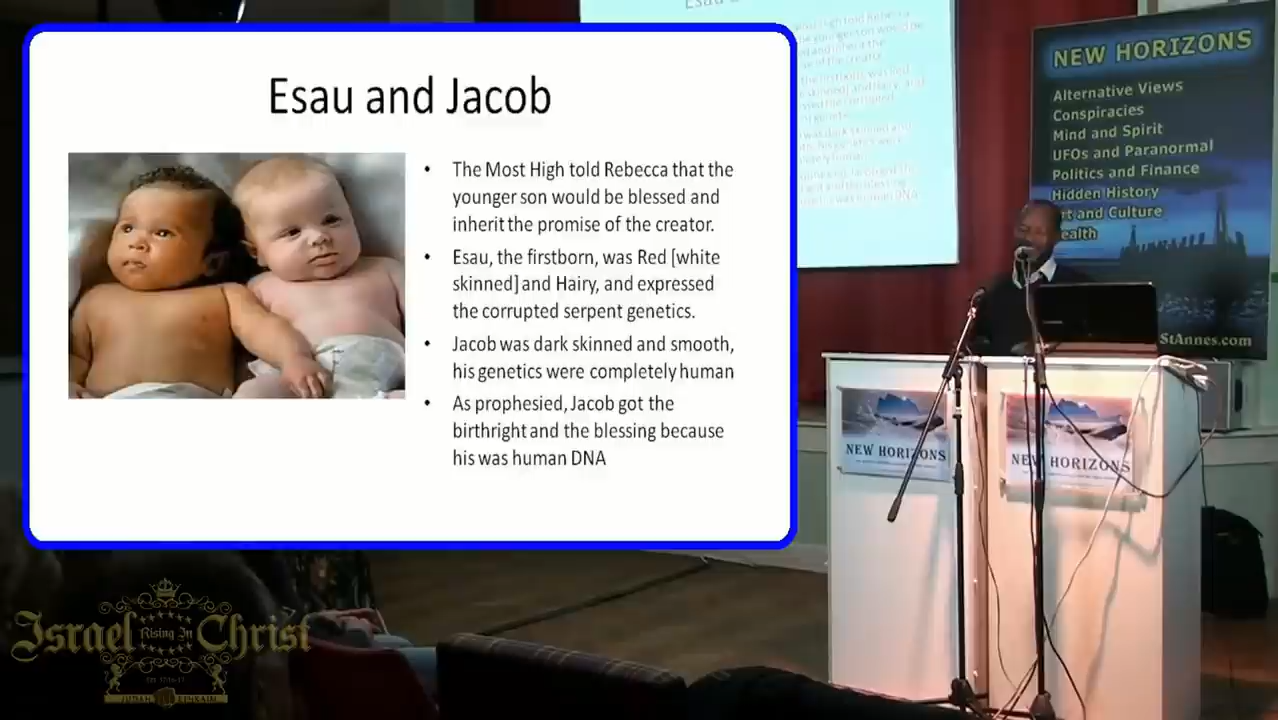 Esau and Jacob
• The Most High told Rebecca that the
younger son would be blessed and
inherit the promise of the creator.
• Esau, the firstborn, was Red [white
skinned] and Hairy, and expressed
the corrupted serpent genetics.
• Jacob was dark skinned and smooth,
his genetics were completely human
• As prophesied, Jacob got the
birthright and the blessing because
his was human DNA
NEW HORIZONS
Alternative Views
Conspiracies
Mind and Spirit
UFOs and Paranormal
Politics and Finance
Hidden History
and Culture
StAnnes.com
NEW HORIZONS
NEW HORIZONS
Israel Rising In Christ
JUDAH EPHRAIM